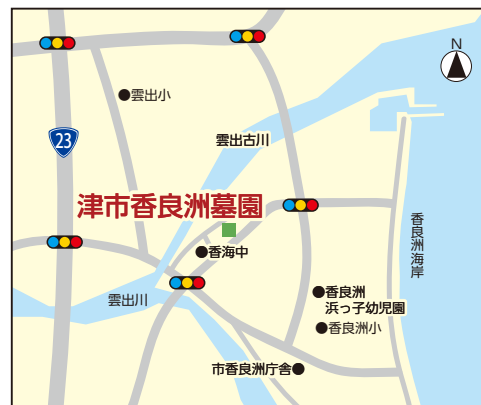 N
雲出小
23
雲出古川
津市香良洲墓園
香海中
香良洲海岸
雲出川
香良洲
浜っ子幼児園
香良洲小
市香良洲庁舎